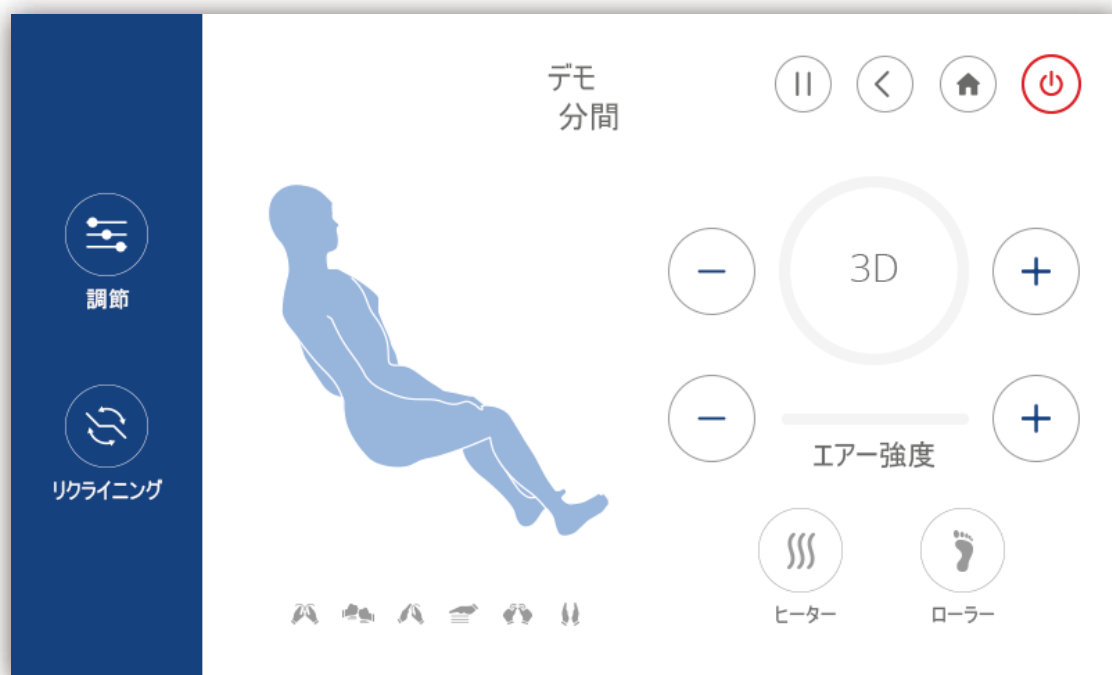 デモ
分間
調節
リクライニング
3D
エアー強度
ヒーター
ローラー